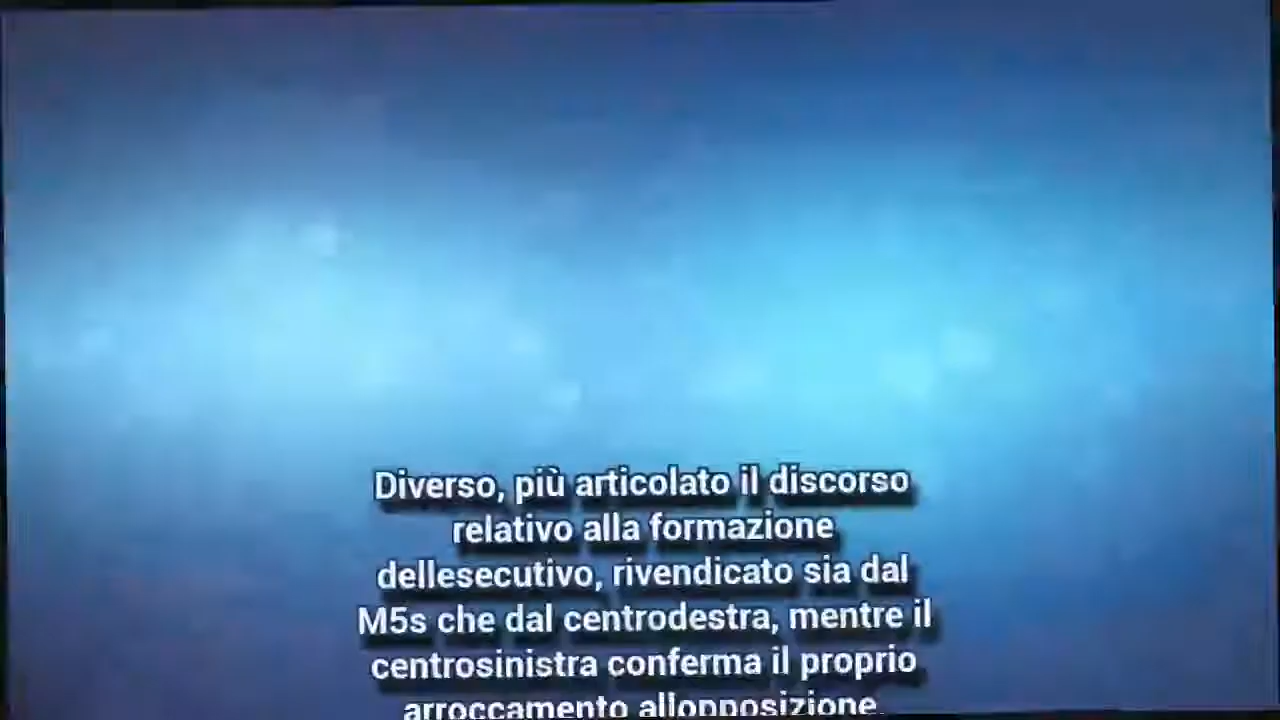 Diverso, più articolato il discorso
relativo alla formazione
dellesecutivo, rivendicato sia dal
M5s che dal centrodestra, mentre il
centrosinistra conferma il proprio
arroccamento allopposizione.